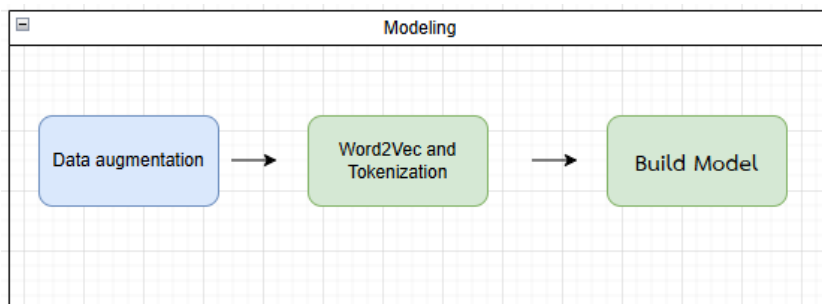 Modeling
Data augmentation
Word2Vec and
Tokenization
Build Model